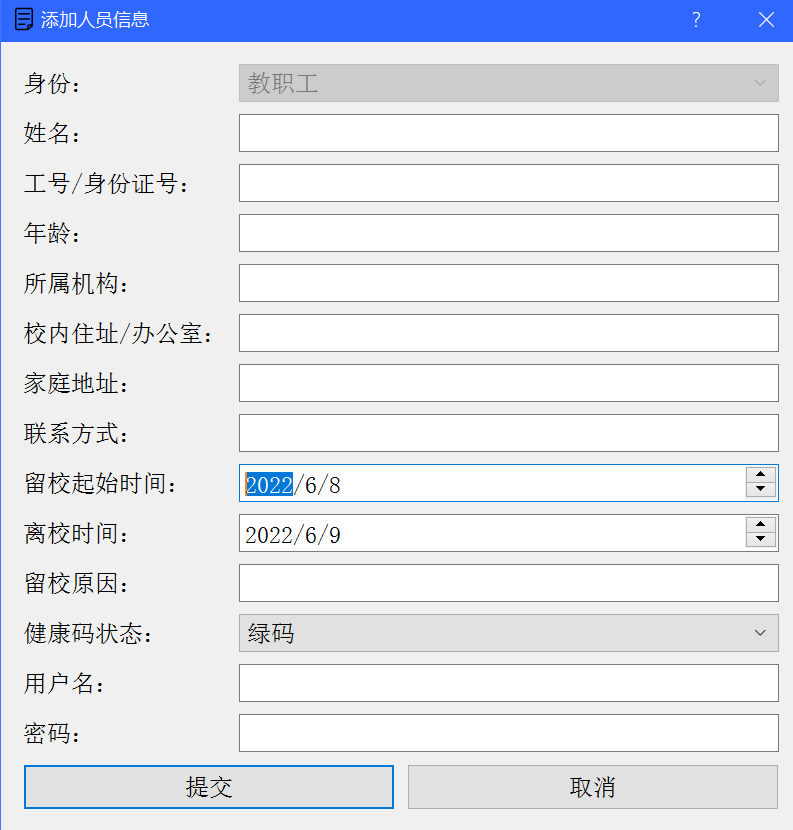 添加人员信息
身份： 教职工
姓名：
工号/身份证号：
年龄：
所属机构：
校内住址/办公室：
家庭地址：
联系方式：
留校起始时间： 2022/6/8
离校时间： 2022/6/9
留校原因：
健康码状态： 绿码
用户名：
密码：
提交 取消